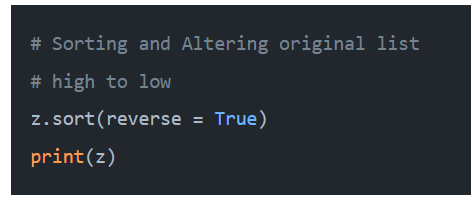 # Sorting and Altering original list
# high to low
z.sort(reverse = True)
print(z)